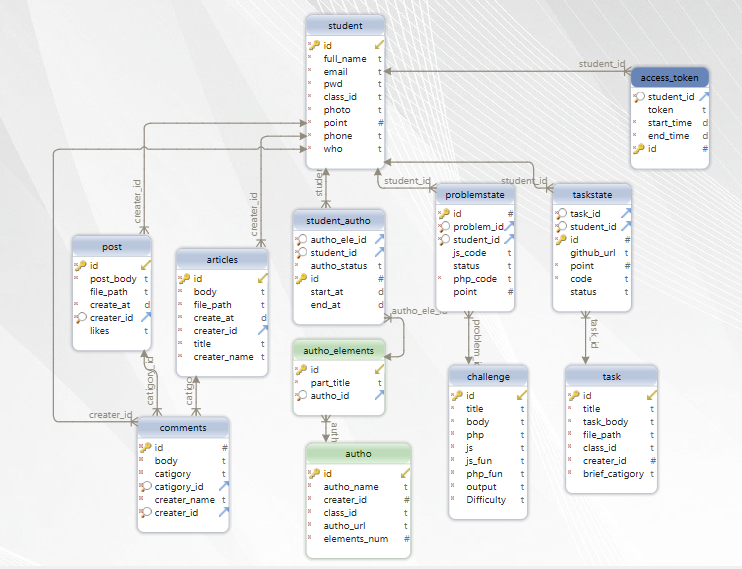 student
id
full_name t
email t
pwd t
class_id t
photo t
point #
phone t
who t
student_id
access_token
student_id
token t
start_time d
end_time d
id #
student_id
student_id
creater_id
creater_id
student_autho
autho_ele_id
student_id
autho_status t
id #
start_at d
end_at d
problemstate
id #
problem_id
student_id
js_code t
status t
php_code t
point #
taskstate
task_id
student_id
id #
github_url t
point #
code t
status t
post
id
post_body t
file_path t
create_at d
creater_id
likes t
articles
id
body t
file_path t
create_at d
creater_id
title t
creater_name t
autho_ele_id
task_id
autho_elements
id
part_title t
autho_id
challenge
id
title t
body t
php t
js t
js_fun t
php_fun t
output t
Difficulty t
task
id
title t
task_body t
file_path t
class_id t
creater_id #
brief_catigory t
catigory_id
creater_id
comments
id #
body t
catigory t
catigory_id
creater_name t
creater_id
autho
id
autho_name t
creater_id #
class_id t
autho_url t
elements_num #